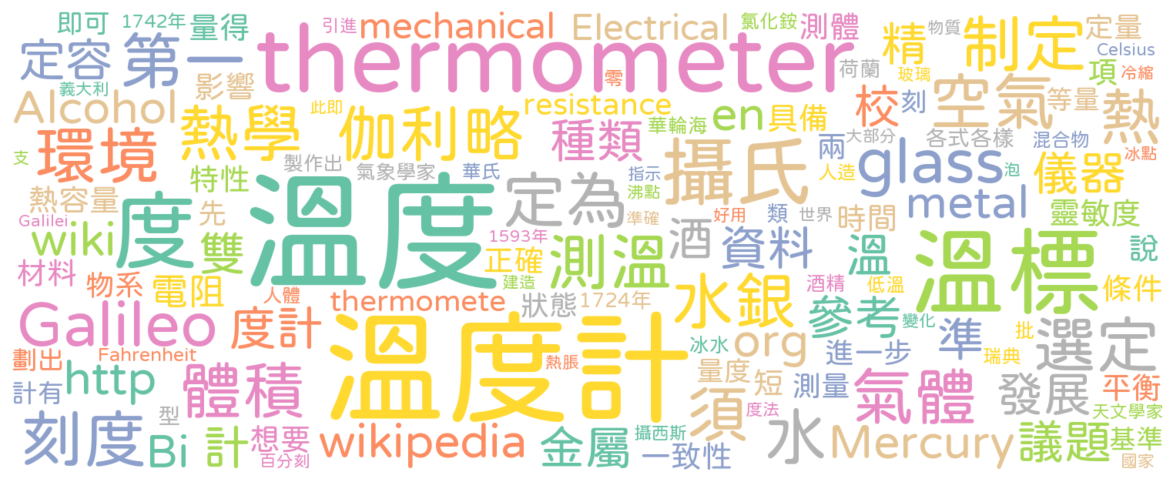 即可 1742年 量得 引進 mechanical Electrical 氯化銨 測體 精 物質 制定 定量
定容 第一 thermometer 零 荷蘭 玻璃 項 Celsius 冷縮
義大利 影響 此即 resistance 華輪海 en 具備 校 刻 空氣 等量 熱
Alcohol 熱學 伽利略 種類 大部分 兩 各式各樣 混合物 冰點
環境 製作出 氣象學家 華氏 指示 攝氏 人造 glass 泡 儀器
支 特性 沸點 類 世界 metal
熱容量 先 度 溫度 定為 準確 好用 時間 靈敏度
Galilei wiki 雙 1593年 測溫 酒 資料 溫 溫標 說
材料 物系 電阻 人體 正確 建造 酒精 低溫 條件
thermomete 狀態 1724年 水銀 參考 變化 批
Galileo 度計 溫度計 冰水 org 進一步 準 瑞典 選定
劃出 Fahrenheit 熱脹 量度 短 測量 平衡
計有 http 體積 須 度法 氣體 發展 天文學家
刻度 型 Bi 計 想要 wikipedia 金屬 攝西斯 水 Mercury 議題 基準
百分刻 一致性 國家